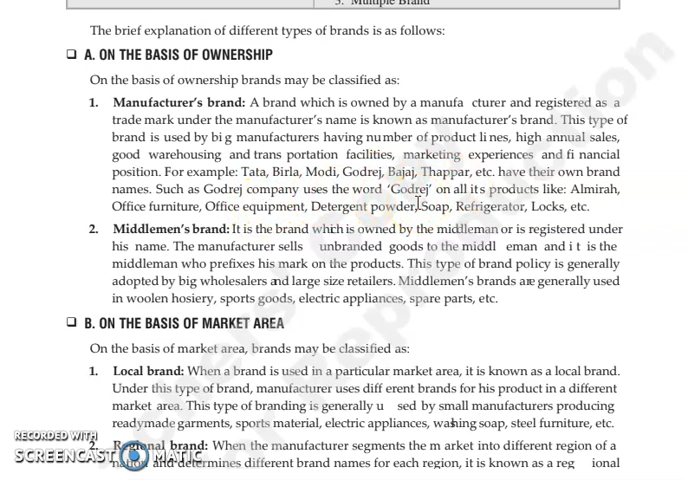 5. Multiple Brand
The brief explanation of different types of brands is as follows:
❑ A. ON THE BASIS OF OWNERSHIP
On the basis of ownership brands may be classified as:
1. Manufacturer's brand: A brand which is owned by a manufa cturer and registered as a
trade mark under the manufacturer's name is known as manufacturer's brand. This type of
brand is used by bi g manufacturers having nu mber of product li nes, high annual sales,
good warehousing and trans portation facilities, marketing experiences and fi nancial
position. For example: Tata, Birla, Modi, Godrej, Bajaj, Thappar, etc. have their own brand
names. Such as Godrej company uses the word 'Godrej' on all its products like: Almirah,
Office furniture, Office equipment, Detergent powder, Soap, Refrigerator, Locks, etc.
2. Middlemen's brand: It is the brand which is owned by the middleman or is registered under
his name. The manufacturer sells unbranded goods to the middl eman and i t is the
middleman who prefixes his mark on the products. This type of brand policy is generally
adopted by big wholesalers and large size retailers. Middlemen's brands are generally used
in woolen hosiery, sports goods, electric appliances, spare parts, etc.
❑ B. ON THE BASIS OF MARKET AREA
On the basis of market area, brands may be classified as:
1. Local brand: When a brand is used in a particular market area, it is known as a local brand.
Under this type of brand, manufacturer uses diff erent brands for his product in a different
market area. This type of branding is generally u sed by small manufacturers producing
readymade garments, sports material, electric appliances, washing soap, steel furniture, etc.
2. Regional brand: When the manufacturer segments the m arket into different region of a
nation and determines different brand names for each region, it is known as a reg ional
RECORDED WITH
SCREENCAST MATIC